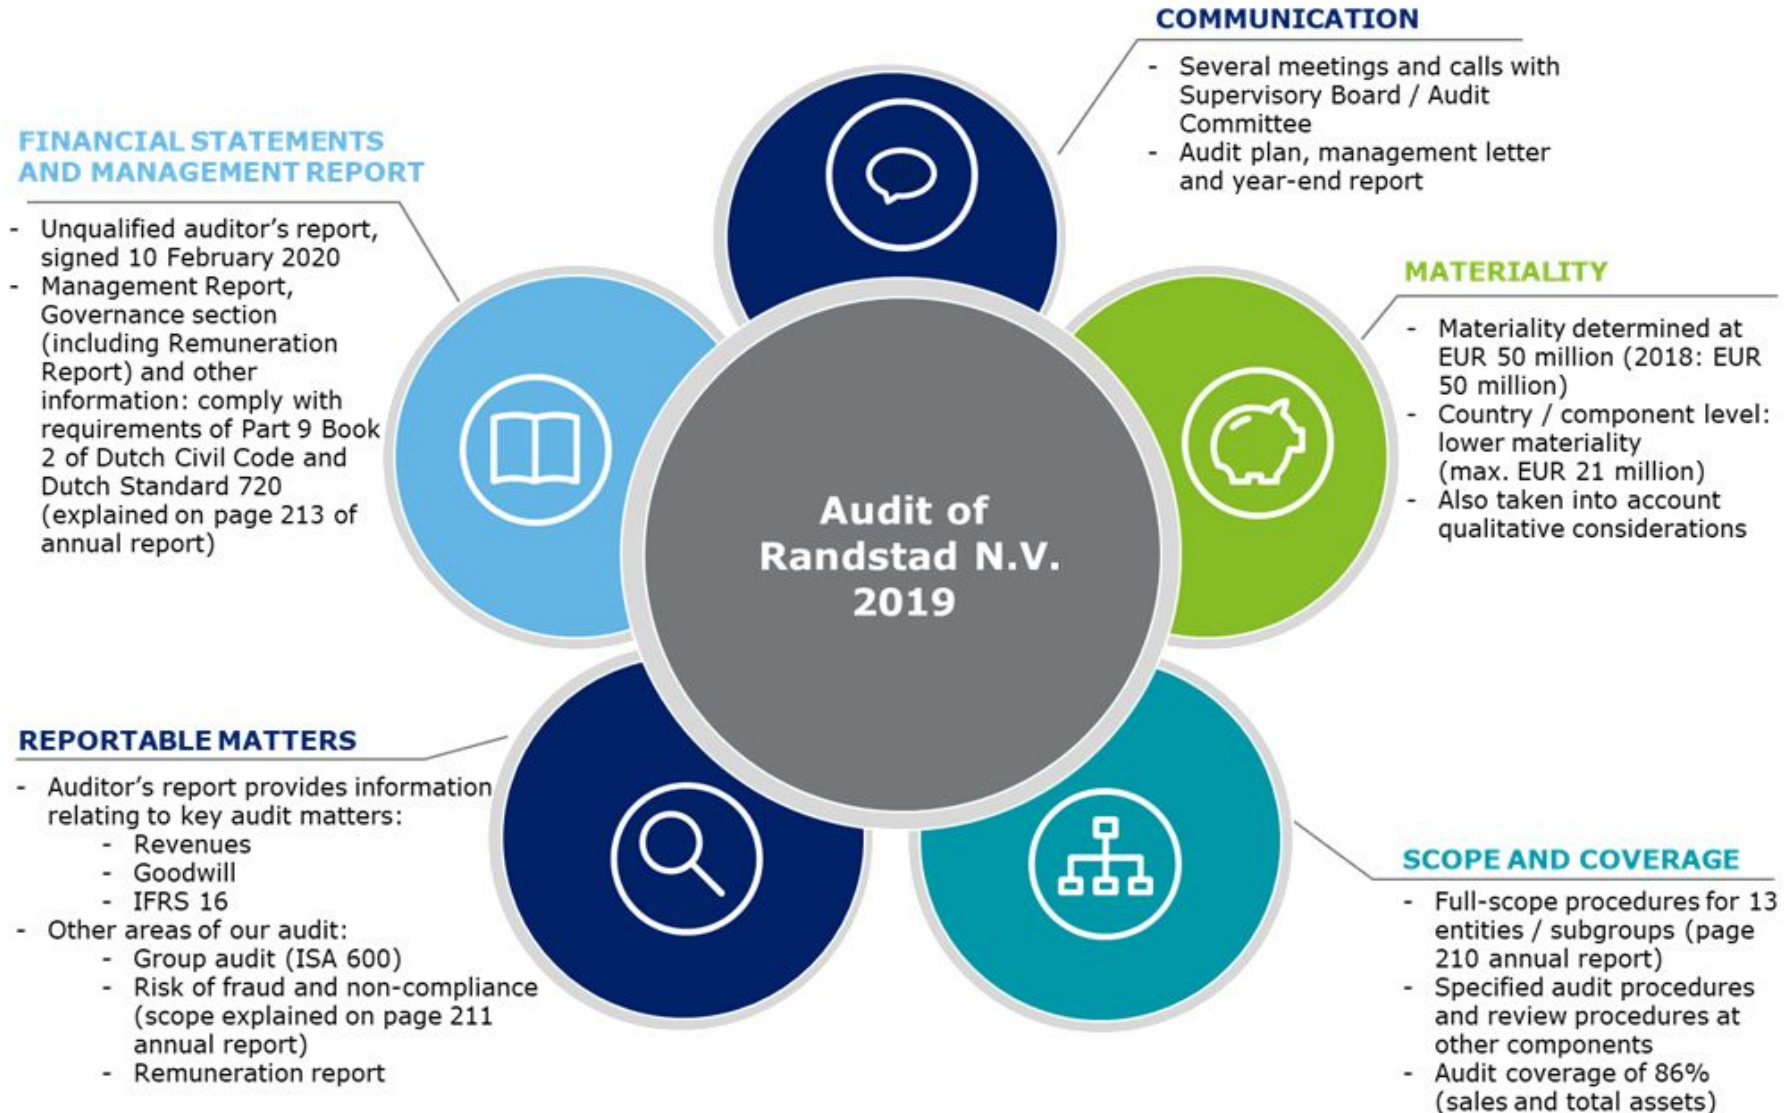 COMMUNICATION
- Several meetings and calls with
Supervisory Board / Audit
Committee
- Audit plan, management letter
and year-end report
FINANCIAL STATEMENTS
AND MANAGEMENT REPORT
- Unqualified auditor's report,
signed 10 February 2020
- Management Report,
Governance section
(including Remuneration
Report) and other
information: comply with
requirements of Part 9 Book
2 of Dutch Civil Code and
Dutch Standard 720
(explained on page 213 of
annual report)
MATERIALITY
- Materiality determined at
EUR 50 million (2018: EUR
50 million)
- Country / component level:
lower materiality
(max. EUR 21 million)
- Also taken into account
qualitative considerations
Audit of
Randstad N.V.
2019
REPORTABLE MATTERS
- Auditor's report provides information
relating to key audit matters:
- Revenues
- Goodwill
- IFRS 16
- Other areas of our audit:
- Group audit (ISA 600)
- Risk of fraud and non-compliance
(scope explained on page 211
annual report)
- Remuneration report
SCOPE AND COVERAGE
- Full-scope procedures for 13
entities / subgroups (page
210 annual report)
- Specified audit procedures
and review procedures at
other components
- Audit coverage of 86%
(sales and total assets)